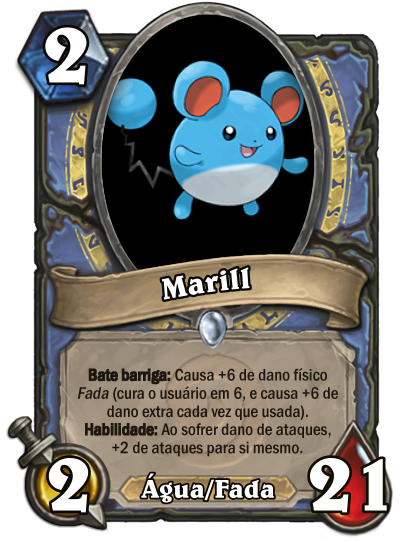 2
Marill
Bate barriga: Causa +6 de dano físico
Fada (cura o usuário em 6, e causa +6 de
dano extra cada vez que usada).
Habilidade: Ao sofrer dano de ataques,
+2 de ataques para si mesmo.
2
Água/Fada
21